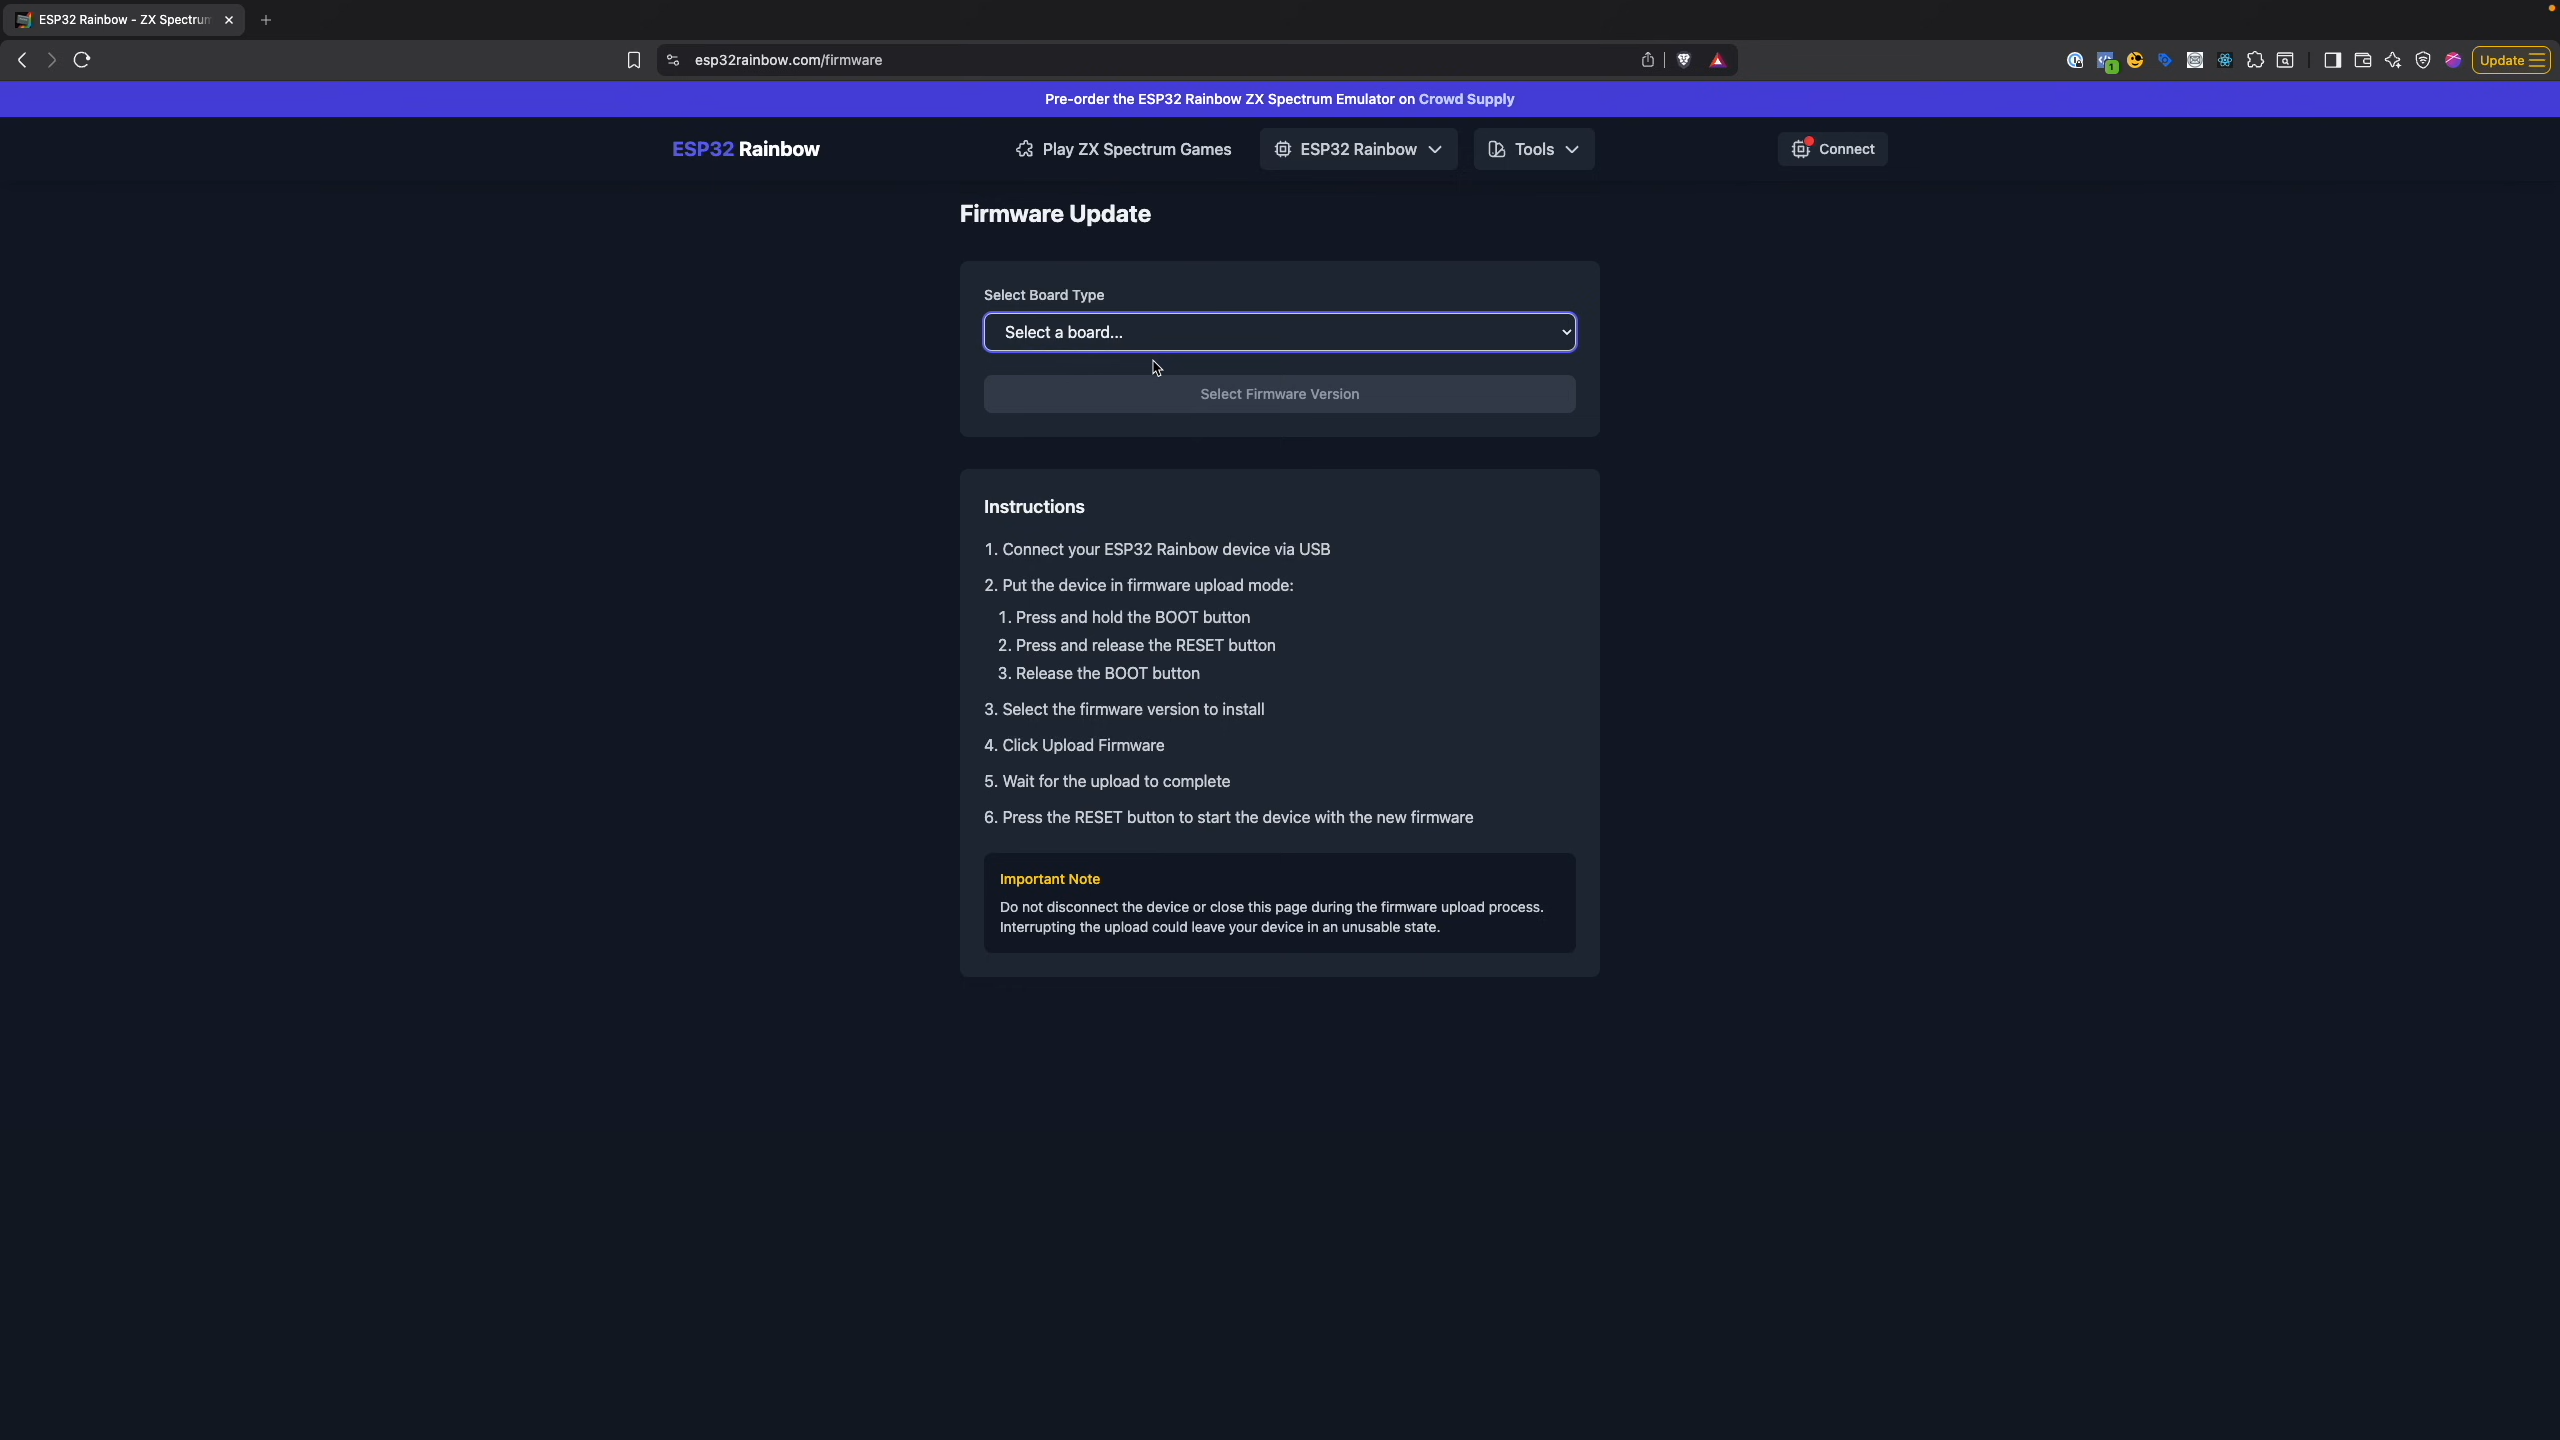 ESP32 Rainbow - ZX Spectrum
esp32rainbow.com/firmware
1
Update
Pre-order the ESP32 Rainbow ZX Spectrum Emulator on Crowd Supply
ESP32 Rainbow
Play ZX Spectrum Games
ESP32 Rainbow
Tools
Connect
Firmware Update
Select Board Type
Select a board...
Select Firmware Version
Instructions
1. Connect your ESP32 Rainbow device via USB
2. Put the device in firmware upload mode:
1. Press and hold the BOOT button
2. Press and release the RESET button
3. Release the BOOT button
3. Select the firmware version to install
4. Click Upload Firmware
5. Wait for the upload to complete
6. Press the RESET button to start the device with the new firmware
Important Note
Do not disconnect the device or close this page during the firmware upload process.
Interrupting the upload could leave your device in an unusable state.